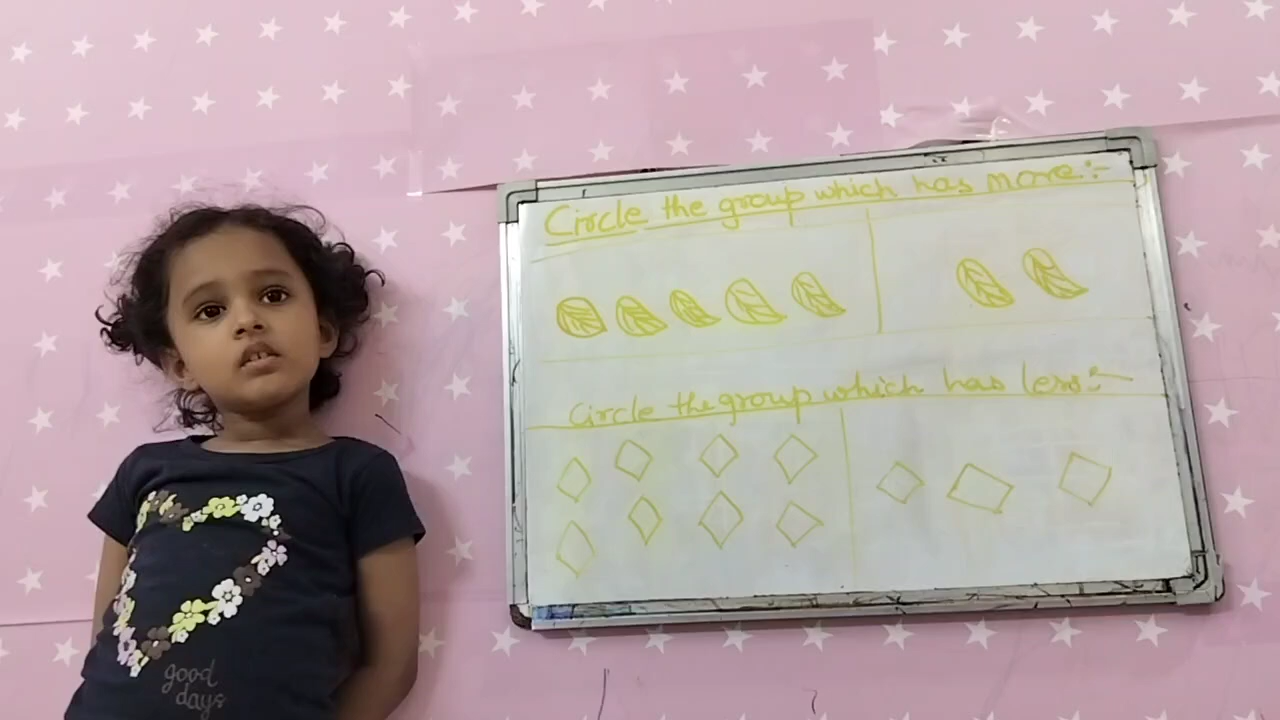 Circle the group which has more:-
Circle the group which has less:-
good
days